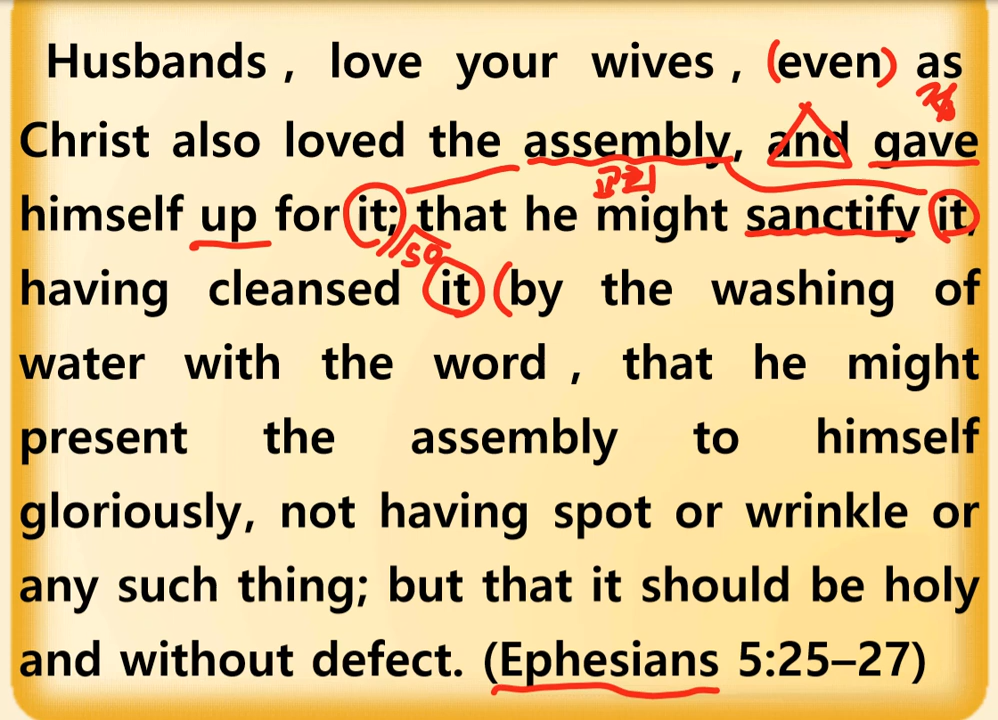 Husbands , love your wives , (even) as
Christ also loved the assembly, and gave
himself up for it; that he might sanctify it,
so
having cleansed it (by the washing of
water with the word , that he might
present the assembly to himself
gloriously, not having spot or wrinkle or
any such thing; but that it should be holy
and without defect. (Ephesians 5:25–27)